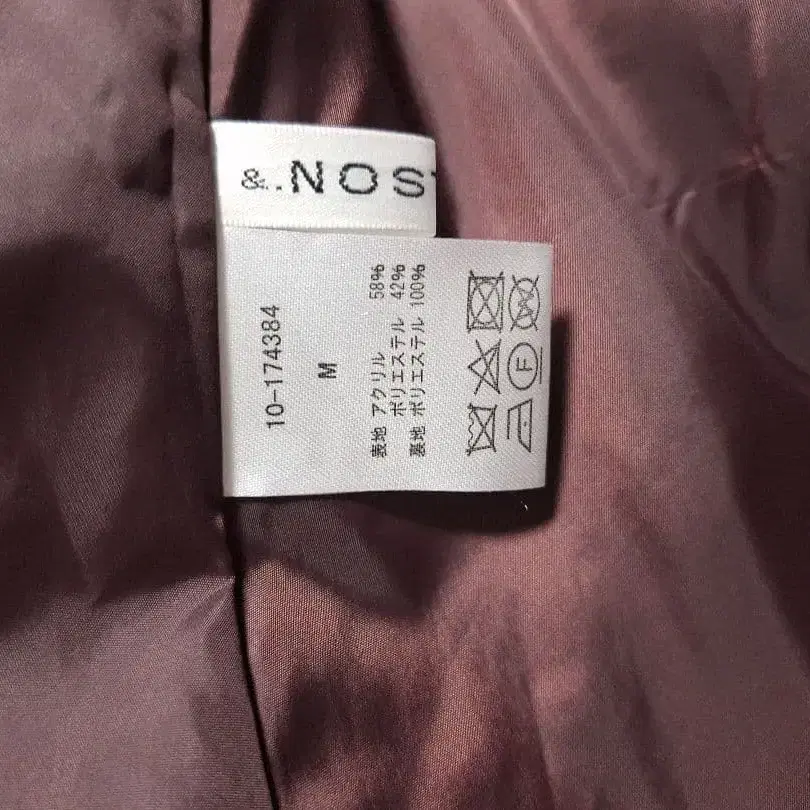 &.NOS
10-174384
M
表地 アクリル 58%
ポリエステル 42%
裏地 ポリエステル 100%
F
W